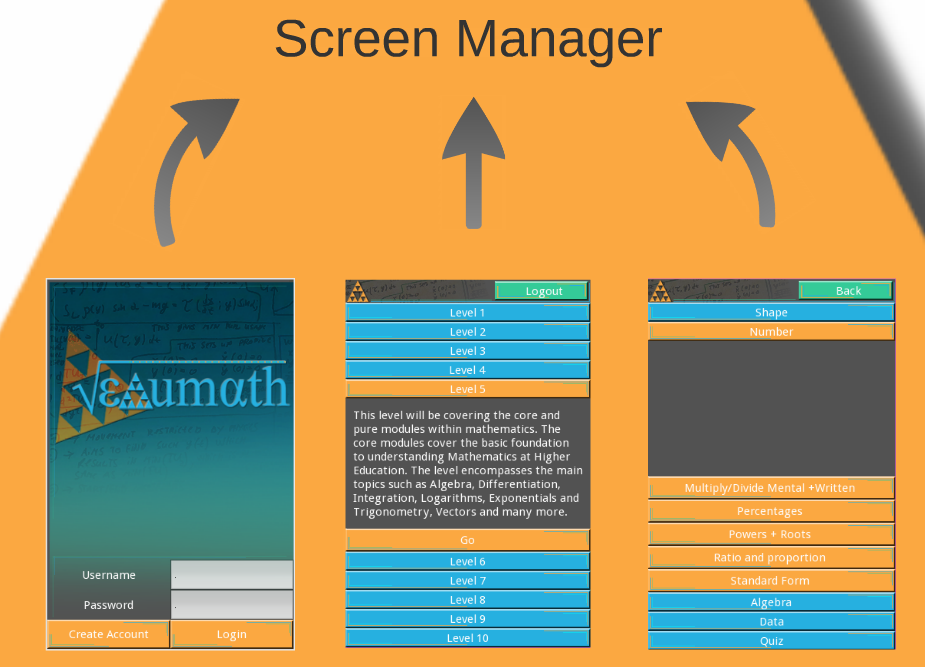 Screen Manager
Username
Password
Create Account
Login
Logout
Level 1
Level 2
Level 3
Level 4
Level 5
This level will be covering the core and
pure modules within mathematics. The
core modules cover the basic foundation
to understanding Mathematics at Higher
Education. The level encompasses the main
topics such as Algebra, Differentiation,
Integration, Logarithms, Exponentials and
Trigonometry, Vectors and many more.
Go
Level 6
Level 7
Level 8
Level 9
Level 10
Back
Shape
Number
Multiply/Divide Mental +Written
Percentages
Powers + Roots
Ratio and proportion
Standard Form
Algebra
Data
Quiz